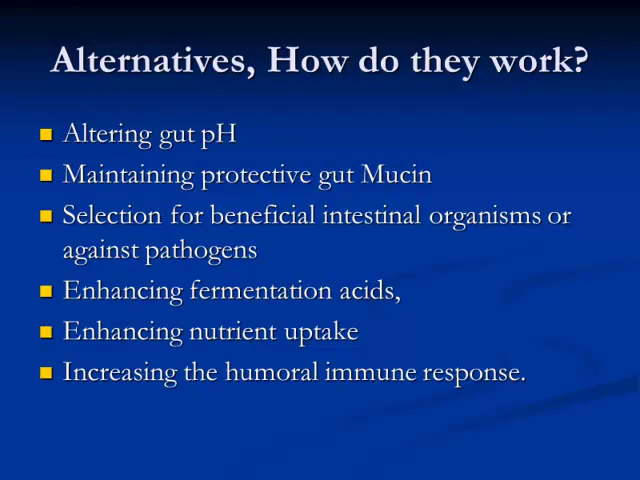 Alternatives, How do they work?
Altering gut pH
Maintaining protective gut Mucin
Selection for beneficial intestinal organisms or
against pathogens
Enhancing fermentation acids,
Enhancing nutrient uptake
Increasing the humoral immune response.